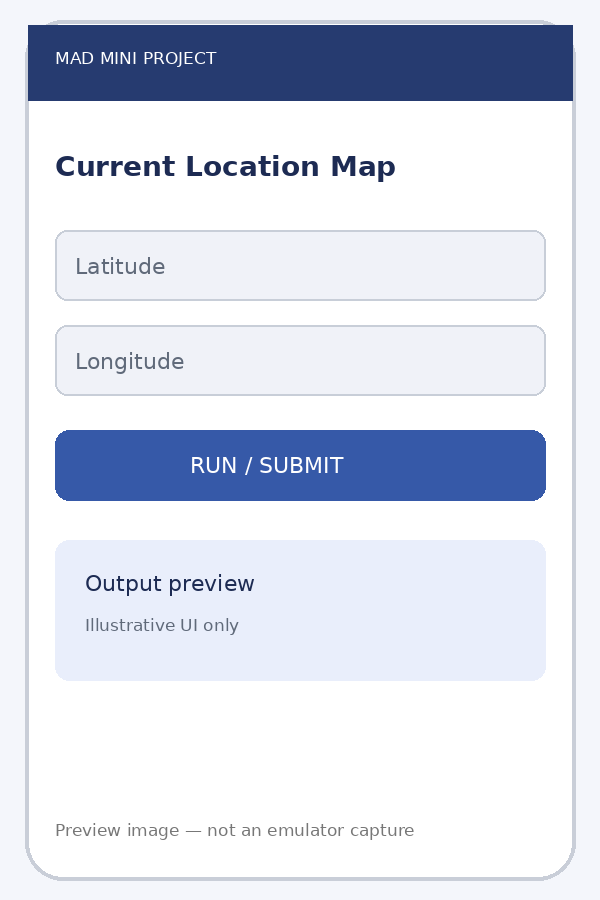 MAD MINI PROJECT
Current Location Map
Latitude
Longitude
RUN / SUBMIT
Output preview
Illustrative UI only
Preview image — not an emulator capture